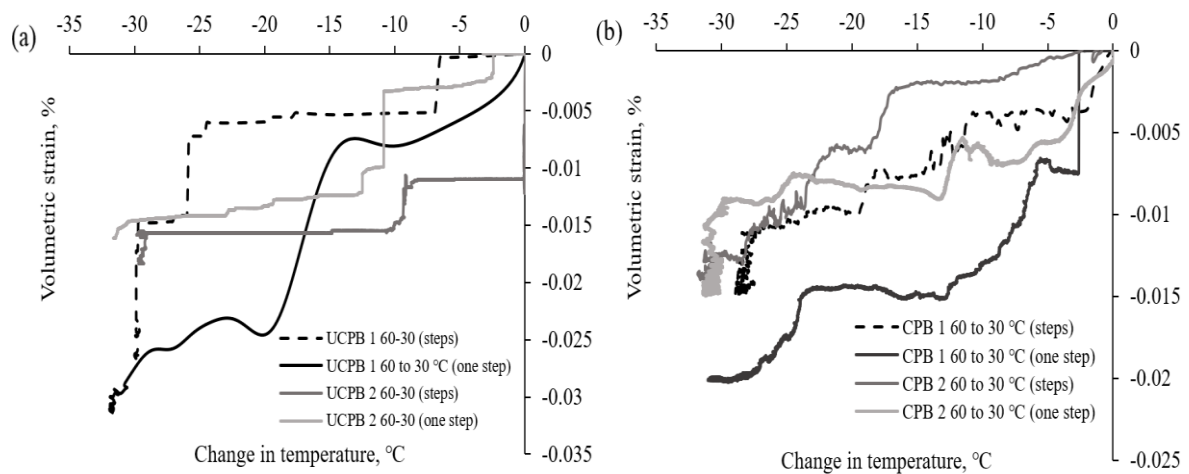 (a)
-35 -30 -25 -20 -15 -10 -5 0
0
-0.005
-0.01
-0.015
-0.02
-0.025
-0.03
-0.035
Volumetric strain, %
UCPB 1 60-30 (steps)
UCPB 1 60 to 30 ℃ (one step)
UCPB 2 60-30 (steps)
UCPB 2 60-30 (one step)
Change in temperature, ℃
(b)
-35 -30 -25 -20 -15 -10 -5 0
0
-0.005
-0.01
-0.015
-0.02
-0.025
Volumetric strain, %
CPB 1 60 to 30 ℃ (steps)
CPB 1 60 to 30 ℃ (one step)
CPB 2 60 to 30 ℃ (steps)
CPB 2 60 to 30 ℃ (one step)
Change in temperature, ℃